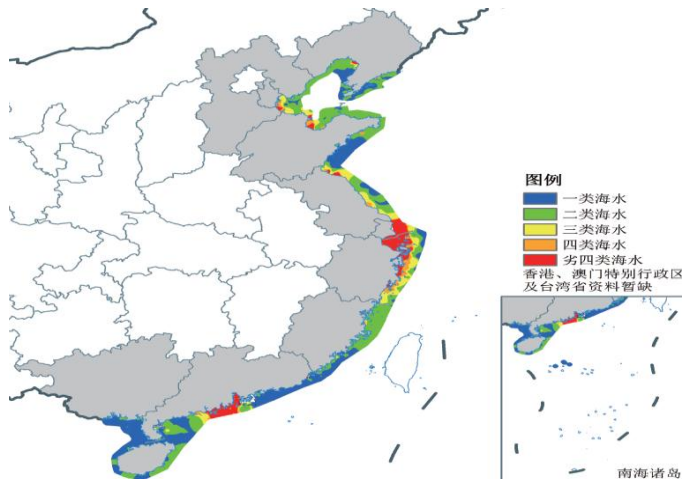 图例
一类海水
二类海水
三类海水
四类海水
劣四类海水
香港、澳门特别行政区
及台湾省资料暂缺
南海诸岛